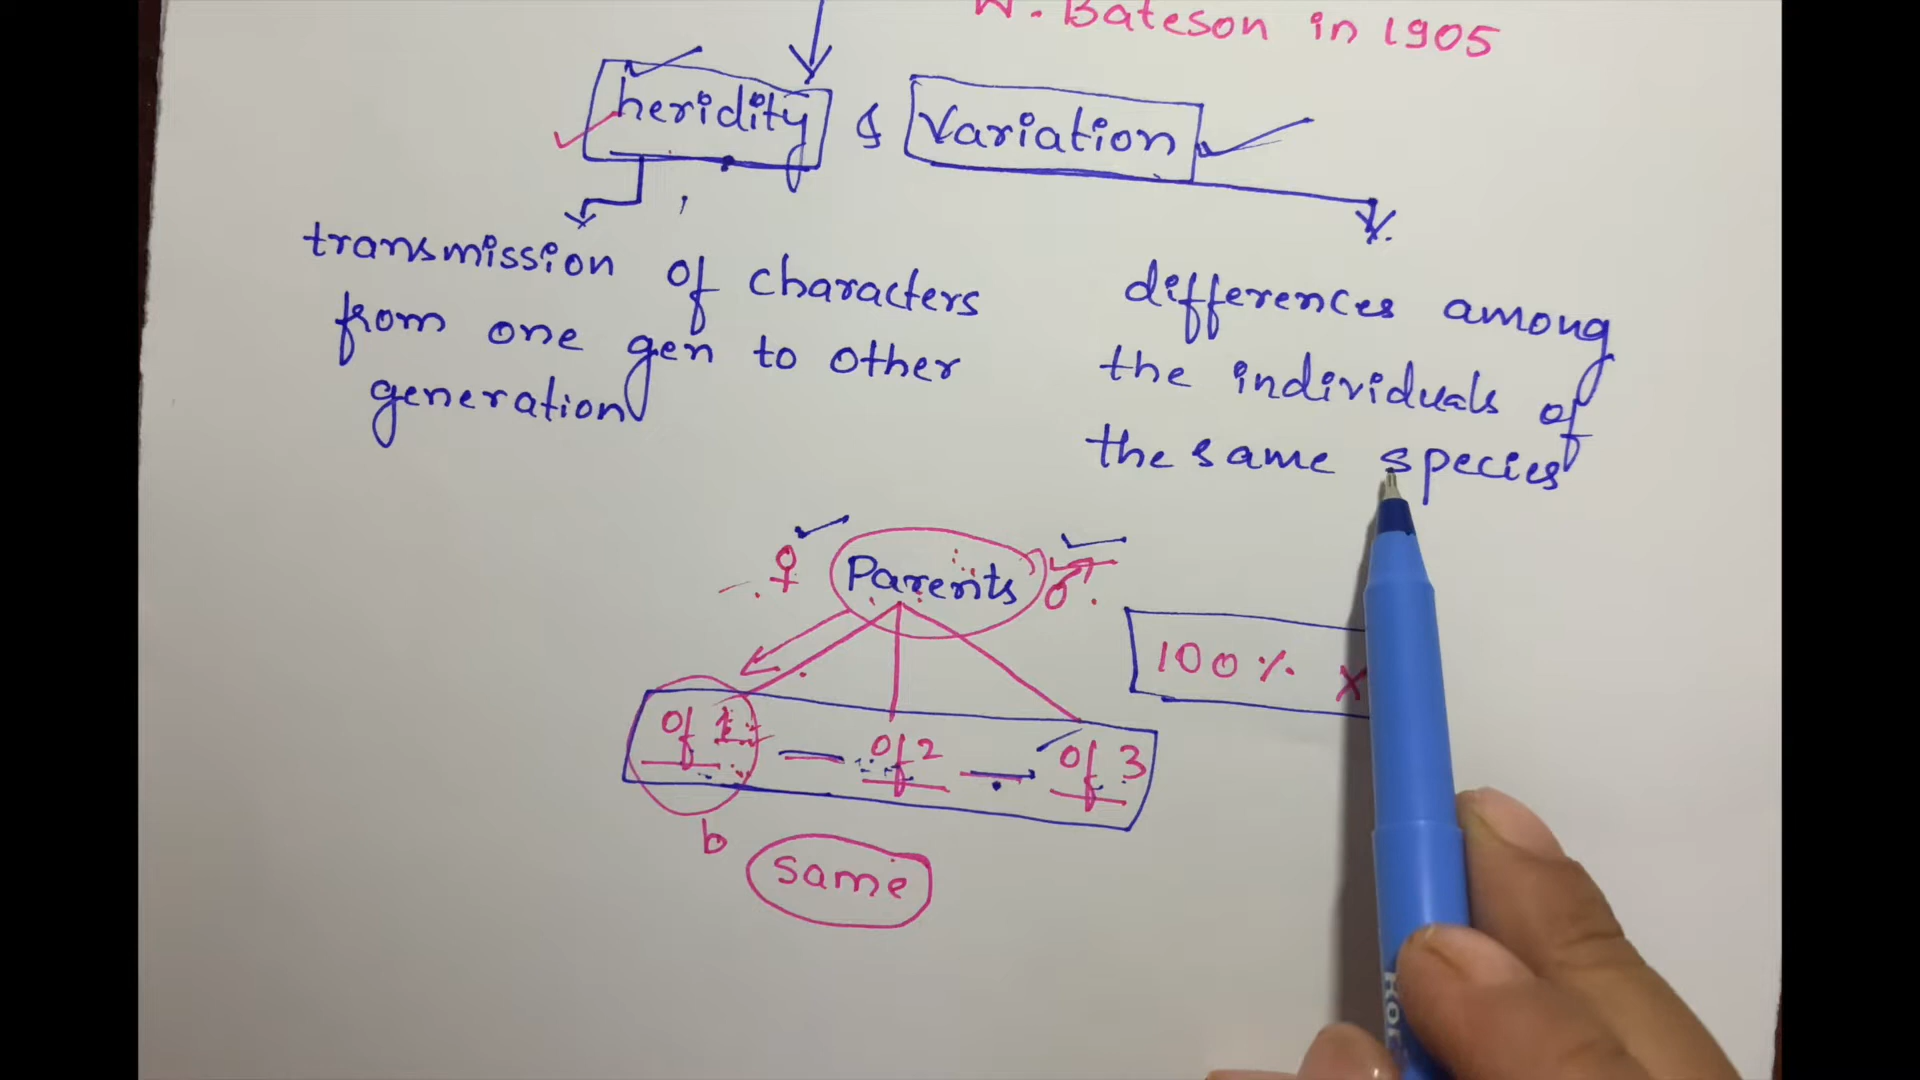 W. Bateson in 1905
heridity & Variation
transmission of characters
from one gen to other
generation
differences among
the individuals of
the same species
♀ Parents ♂
100% X
of 1 — of 2 — of 3
b
same